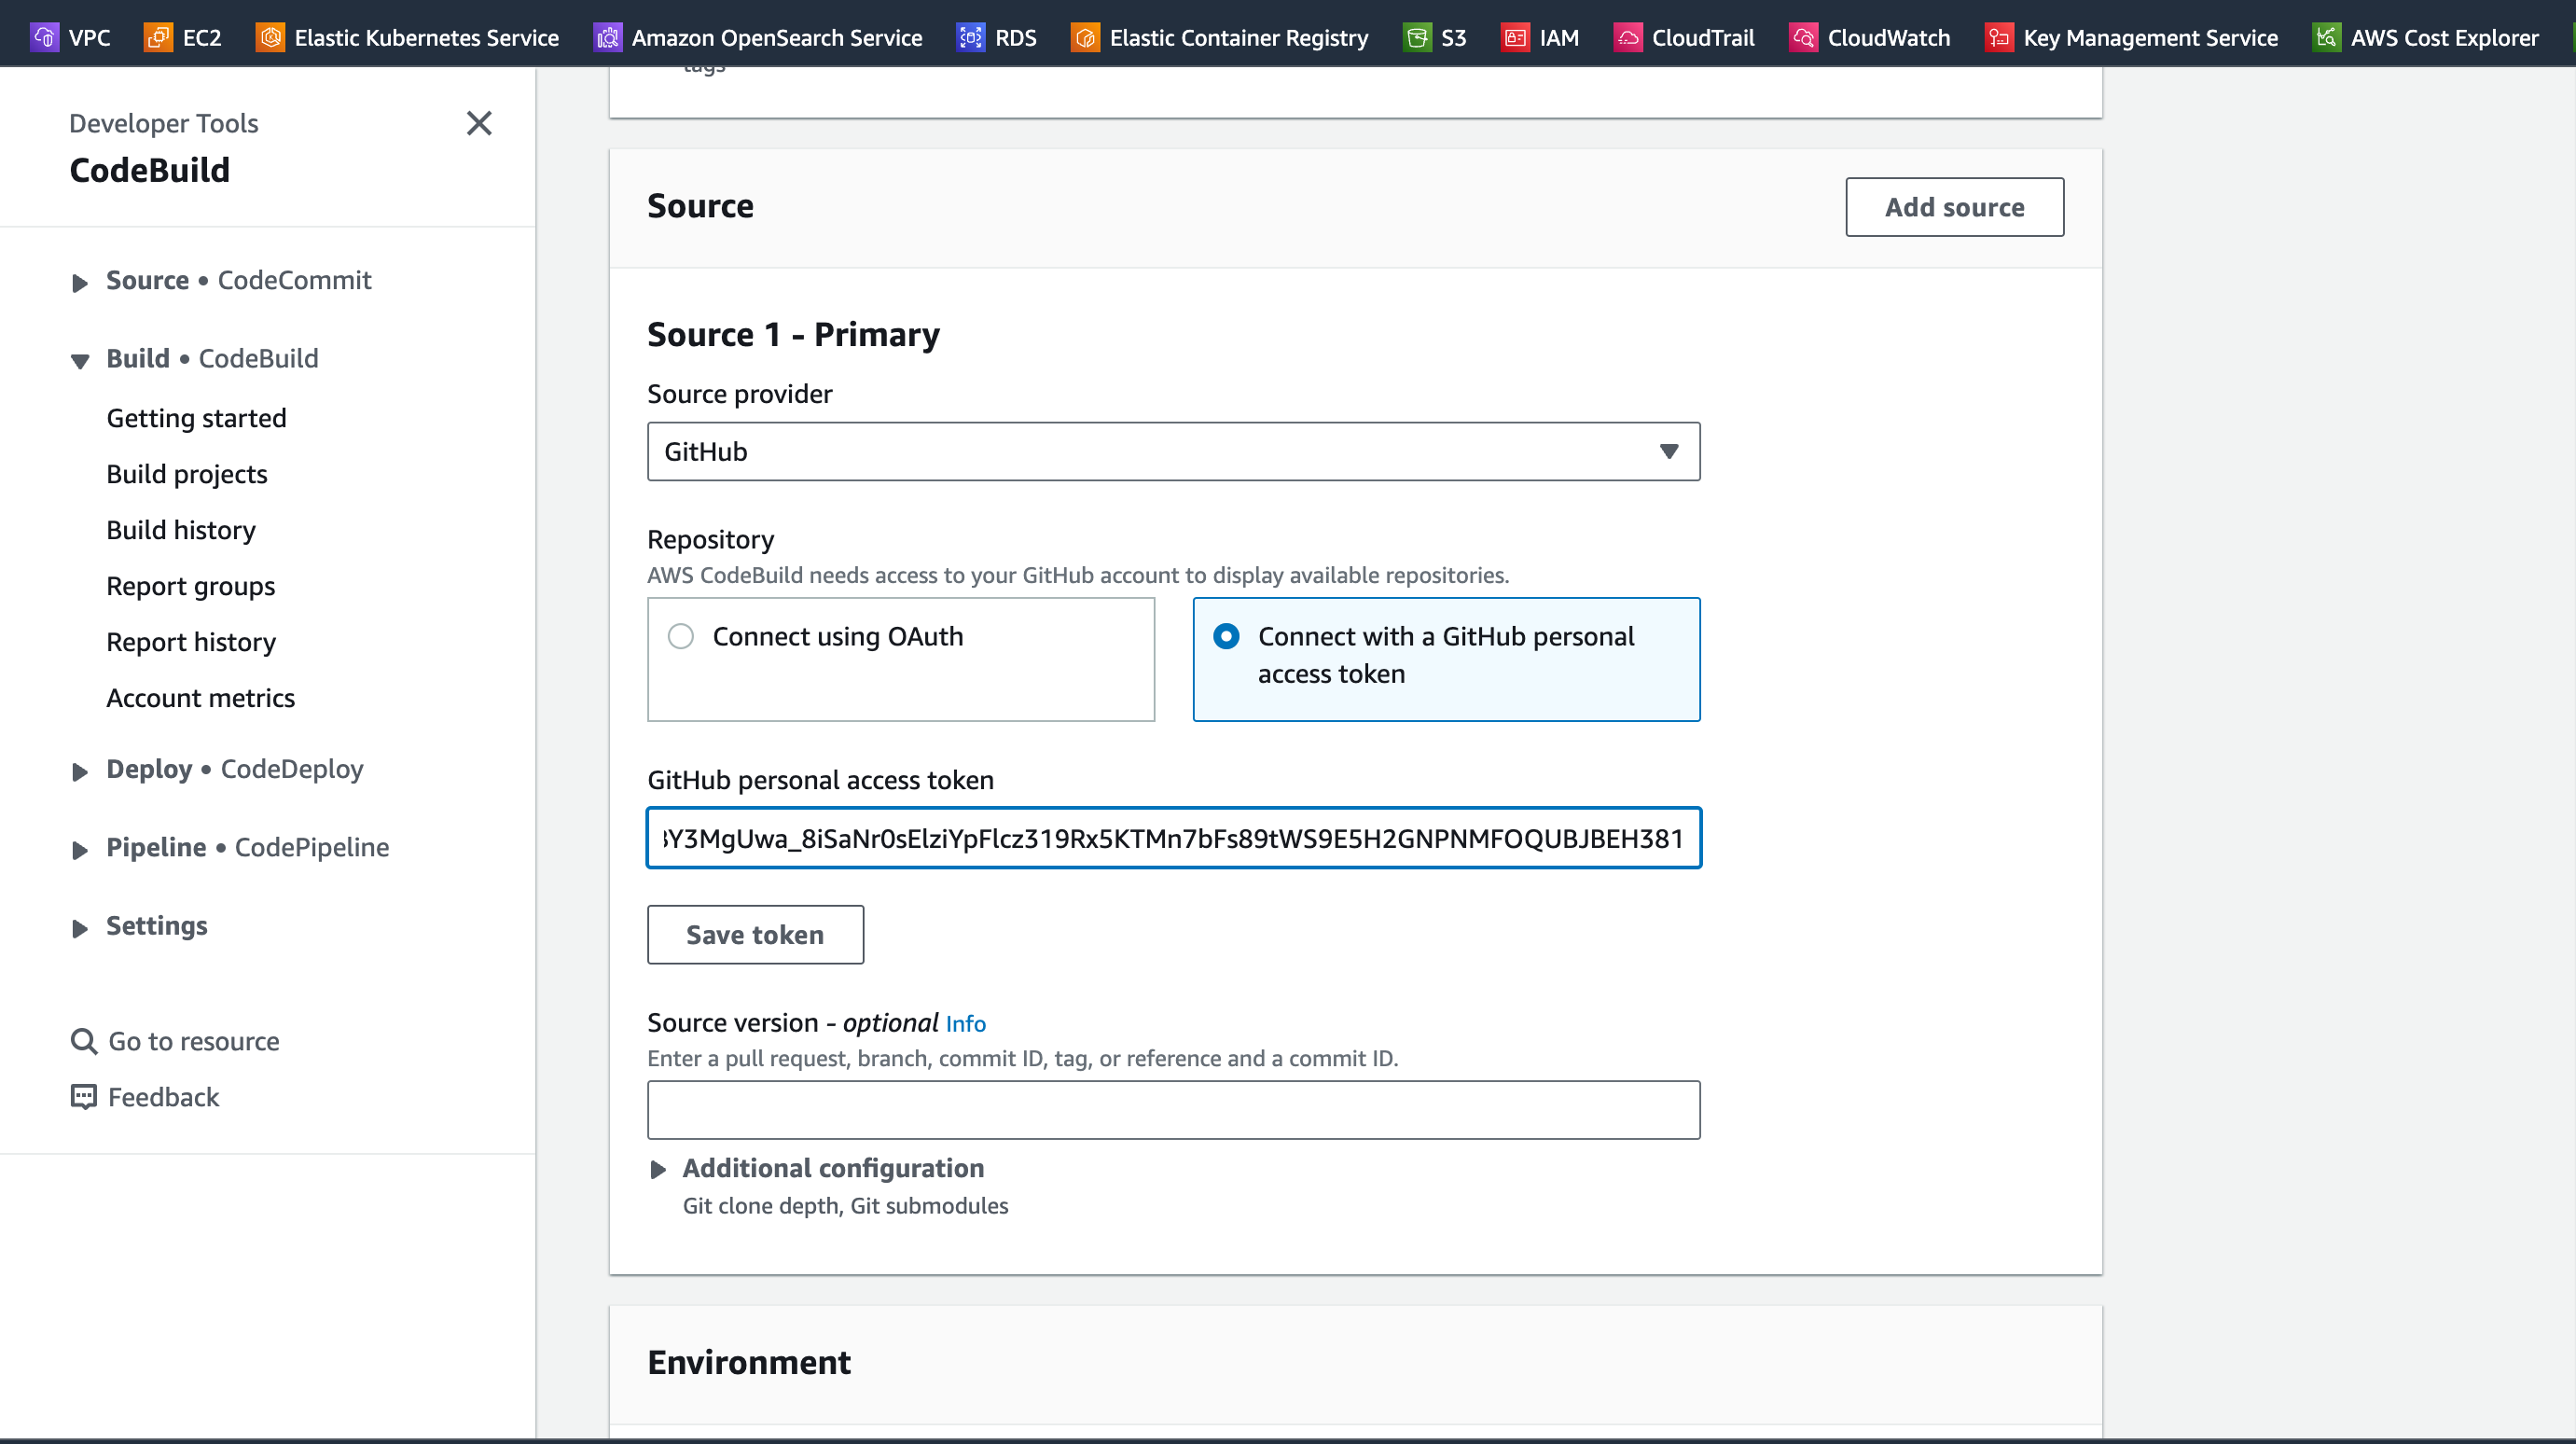 VPC EC2 Elastic Kubernetes Service Amazon OpenSearch Service RDS Elastic Container Registry S3 IAM CloudTrail CloudWatch Key Management Service AWS Cost Explorer
Developer Tools
CodeBuild
Source • CodeCommit
Build • CodeBuild
Getting started
Build projects
Build history
Report groups
Report history
Account metrics
Deploy • CodeDeploy
Pipeline • CodePipeline
Settings
Go to resource
Feedback
tags
Source
Add source
Source 1 - Primary
Source provider
GitHub
Repository
AWS CodeBuild needs access to your GitHub account to display available repositories.
Connect using OAuth
Connect with a GitHub personal
access token
GitHub personal access token
Y3MgUwa_8iSaNr0sElziYpFlcz319Rx5KTMn7bFs89tWS9E5H2GNPNMFOQUBJBEH381
Save token
Source version - optional Info
Enter a pull request, branch, commit ID, tag, or reference and a commit ID.
Additional configuration
Git clone depth, Git submodules
Environment